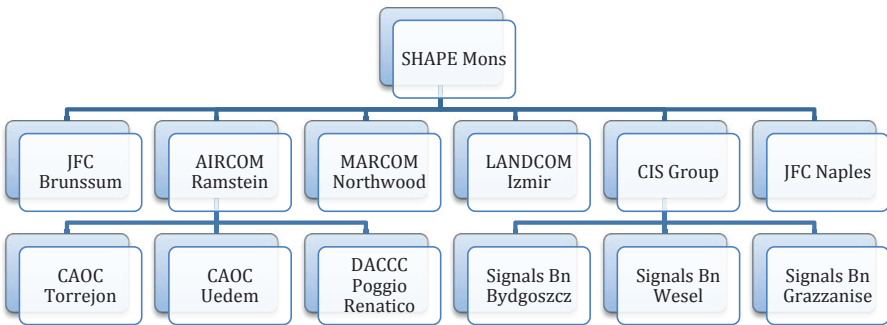 SHAPE Mons
JFC
Brunssum
AIRCOM
Ramstein
MARCOM
Northwood
LANDCOM
Izmir
CIS Group
JFC Naples
CAOC
Torrejon
CAOC
Uedem
DACCC
Poggio
Renatico
Signals Bn
Bydgoszcz
Signals Bn
Wesel
Signals Bn
Grazzanise